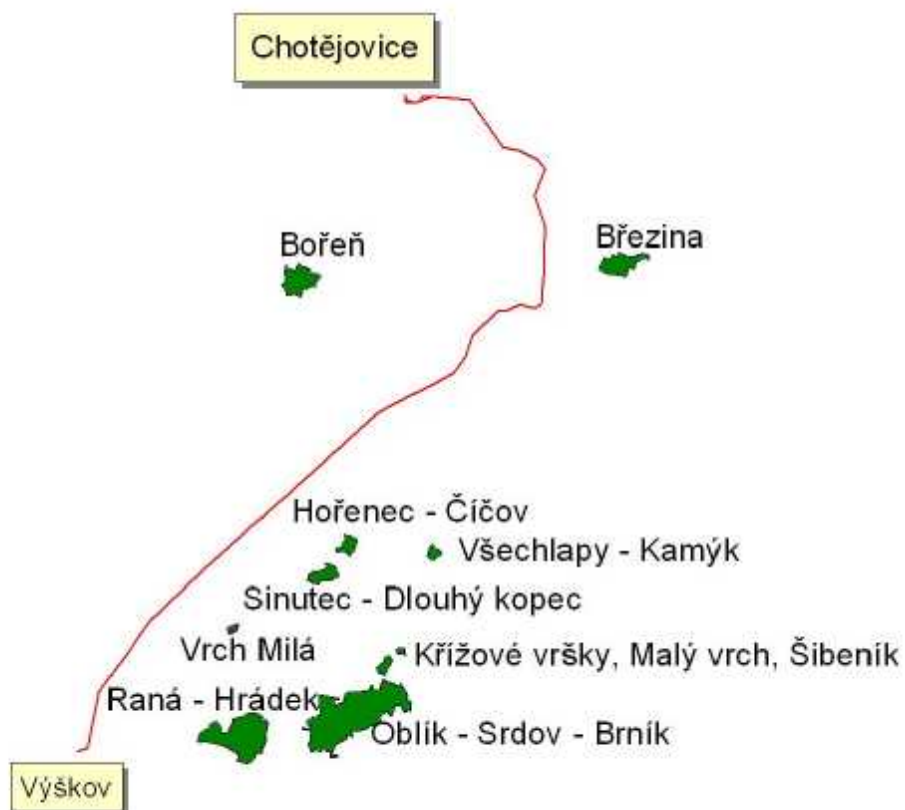 Chotějovice
Bořeň
Březina
Hořenec - Číčov
Všechlapy - Kamýk
Sinutec - Dlouhý kopec
Vrch Milá
Křížové vršky, Malý vrch, Šibeník
Raná - Hrádek
Oblík - Srdov - Brník
Výškov